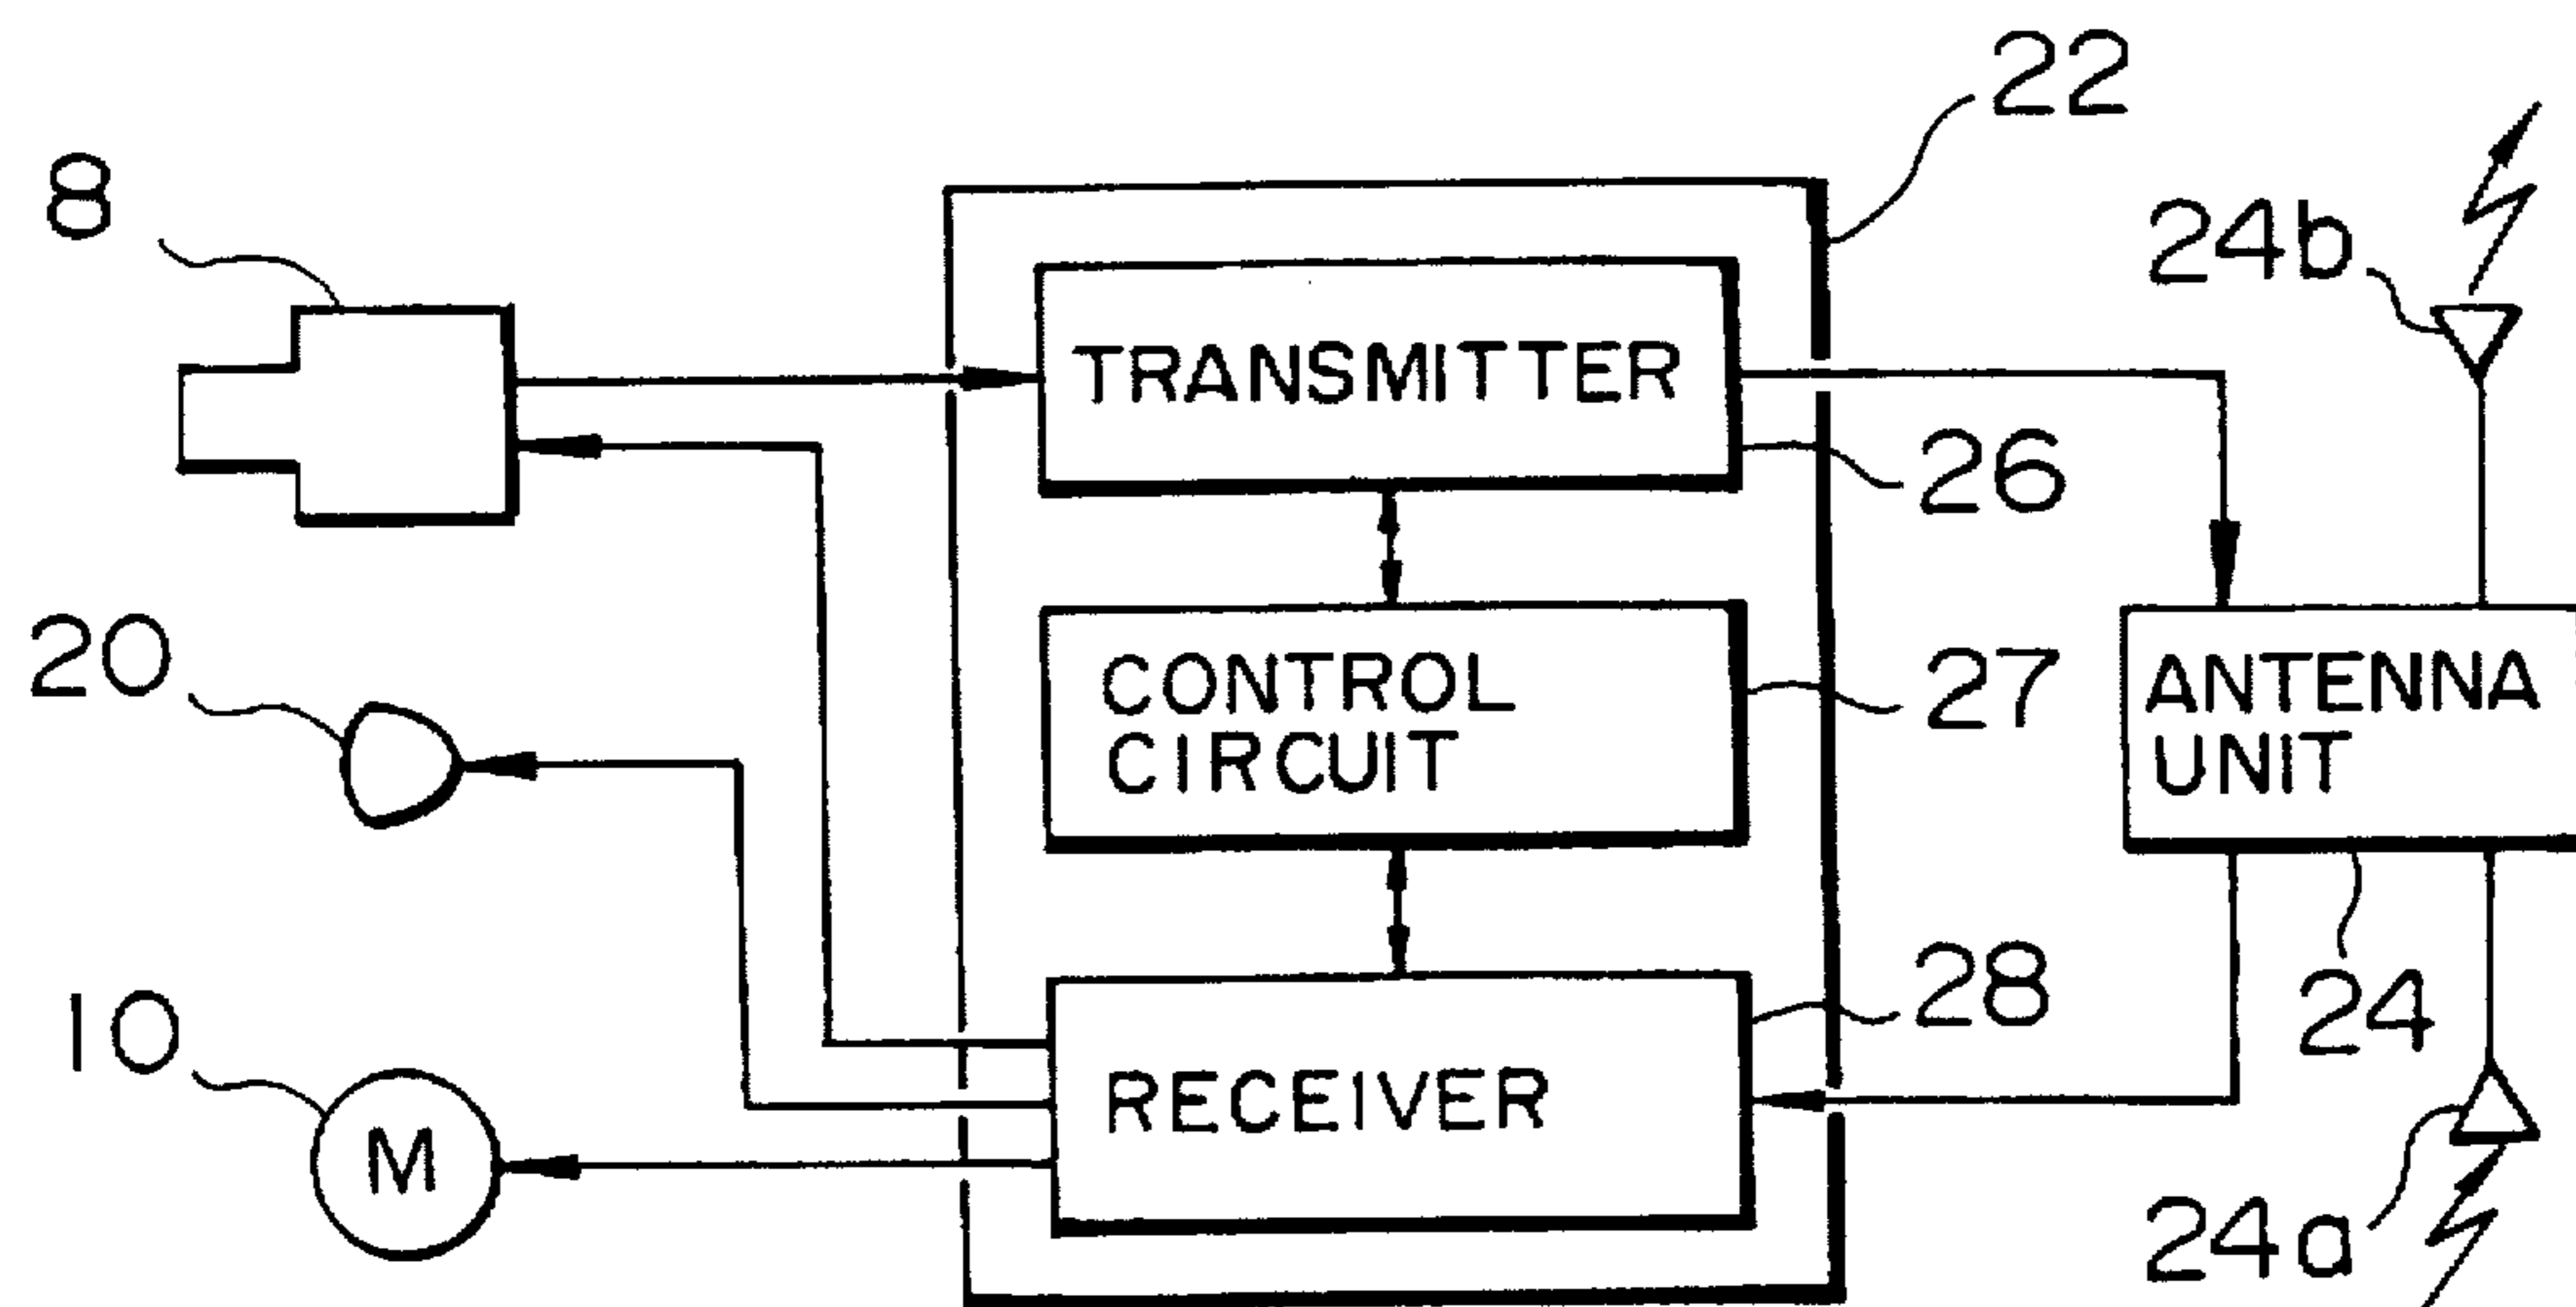 22
8
24b
TRANSMITTER
26
20
CONTROL
CIRCUIT
27
ANTENNA
UNIT
10
28
24
RECEIVER
M
24a